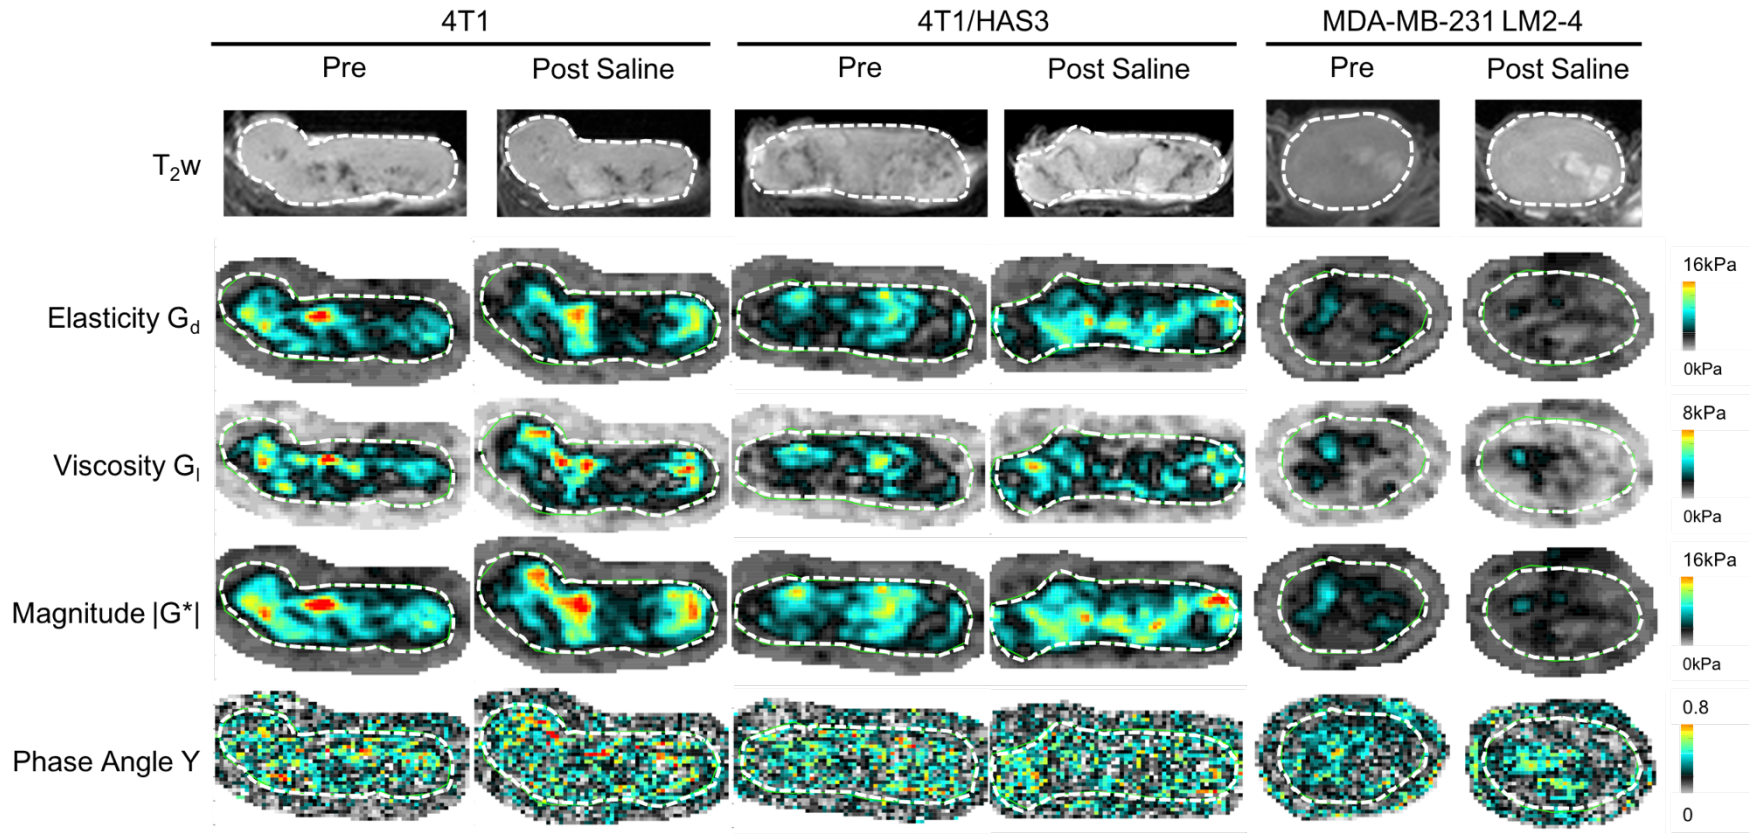 4T1 4T1/HAS3 MDA-MB-231 LM2-4
Pre Post Saline Pre Post Saline Pre Post Saline
T2w
Elasticity Gd
16kPa
0kPa
Viscosity Gl
8kPa
0kPa
Magnitude |G*|
16kPa
0kPa
Phase Angle Y
0.8
0